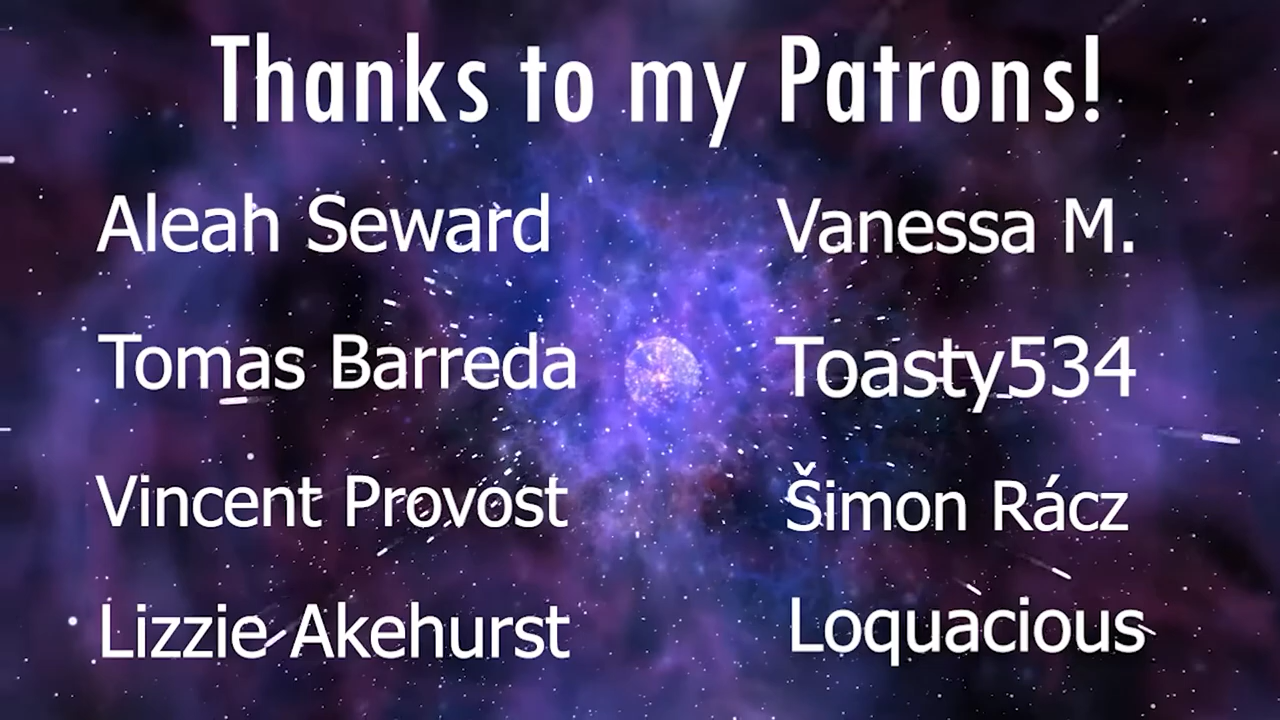 Thanks to my Patrons!
Aleah Seward
Vanessa M.
Tomas Barreda
Toasty534
Vincent Provost
Šimon Rácz
Lizzie Akehurst
Loquacious